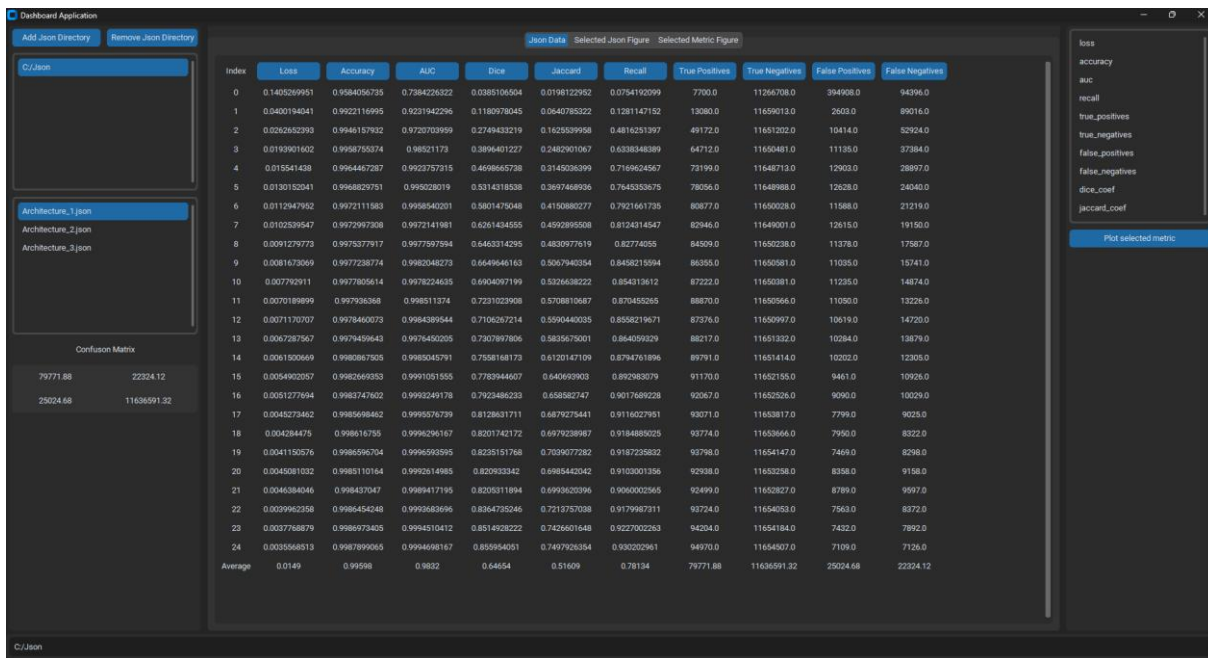 Dashboard Application
Add Json Directory Remove Json Directory
C:/Json
Architecture_1.json
Architecture_2.json
Architecture_3.json
Confuson Matrix
79771.88 22324.12
25024.68 11636591.32
Json Data Selected Json Figure Selected Metric Figure
Index Loss Accuracy AUC Dice Jaccard Recall True Positives True Negatives False Positives False Negatives
0 0.1405269951 0.9584056735 0.7384226322 0.0385106504 0.0198122952 0.0754192099 7700.0 11266708.0 394908.0 94396.0
1 0.0400194041 0.9922116995 0.9231942296 0.1180978045 0.0640785322 0.1281147152 13080.0 11659013.0 2603.0 89016.0
2 0.0262652393 0.9946157932 0.9720703959 0.2749433219 0.1625539958 0.4816251397 49172.0 11651202.0 10414.0 52924.0
3 0.0193901602 0.9958755374 0.98521173 0.3896401227 0.2482901067 0.6338348389 64712.0 11650481.0 11135.0 37384.0
4 0.015541438 0.9964467287 0.9923757315 0.4698665738 0.3145036399 0.7169624567 73199.0 11648713.0 12903.0 28897.0
5 0.0130152041 0.9968829751 0.995028019 0.5314318538 0.3697468936 0.7645353675 78056.0 11648988.0 12628.0 24040.0
6 0.0112947952 0.9972111583 0.9958540201 0.5801475048 0.4150880277 0.7921661735 80877.0 11650028.0 11588.0 21219.0
7 0.0102539547 0.9972997308 0.9972141981 0.6261434555 0.4592895508 0.8124314547 82946.0 11649001.0 12615.0 19150.0
8 0.0091279773 0.9975377917 0.9977597594 0.6463314295 0.4830977619 0.82774055 84509.0 11650238.0 11378.0 17587.0
9 0.0081673069 0.9977238774 0.9982048273 0.6649646163 0.5067940354 0.8458215594 86355.0 11650581.0 11035.0 15741.0
10 0.007792911 0.9977805614 0.9978224635 0.6904097199 0.5326638222 0.854313612 87222.0 11650381.0 11235.0 14874.0
11 0.0070189899 0.997936368 0.998511374 0.7231023908 0.5708810687 0.870455265 88870.0 11650566.0 11050.0 13226.0
12 0.0071170707 0.9978460073 0.9984389544 0.7106267214 0.5590440035 0.8558219671 87376.0 11650997.0 10619.0 14720.0
13 0.0067287567 0.9979459643 0.9976450205 0.7307897806 0.5835675001 0.864059329 88217.0 11651332.0 10284.0 13879.0
14 0.0061500669 0.9980867505 0.9985045791 0.7558168173 0.6120147109 0.8794761896 89791.0 11651414.0 10202.0 12305.0
15 0.0054902057 0.9982669353 0.9991051555 0.7783944607 0.640693903 0.892983079 91170.0 11652155.0 9461.0 10926.0
16 0.0051277694 0.9983747602 0.9993249178 0.7922346233 0.658582747 0.9017689228 92067.0 11652526.0 9090.0 10029.0
17 0.0045273462 0.9985698462 0.9995576739 0.8128631711 0.6879275441 0.9116027951 93071.0 11653817.0 7799.0 9025.0
18 0.004284475 0.998616755 0.9996296167 0.8201742172 0.6979238987 0.9184885025 93774.0 11653666.0 7950.0 8322.0
19 0.0041150576 0.9986596704 0.9996593595 0.8235151768 0.7039077282 0.9187235832 93798.0 11654147.0 7469.0 8298.0
20 0.0045081032 0.9985110164 0.9992614985 0.820933342 0.6985442042 0.9103001356 92938.0 11653258.0 8358.0 9158.0
21 0.0046384046 0.998437047 0.9989417195 0.8205311894 0.6993620396 0.9060002565 92499.0 11652827.0 8789.0 9597.0
22 0.0039962358 0.9986454248 0.9993683696 0.8364735246 0.7213757038 0.9179987311 93724.0 11654053.0 7563.0 8372.0
23 0.0037768879 0.9986973405 0.9994510412 0.8514928222 0.7426601648 0.9227002263 94204.0 11654184.0 7432.0 7892.0
24 0.0035568513 0.9987899065 0.9994698167 0.855954051 0.7497926354 0.930202961 94970.0 11654507.0 7109.0 7126.0
Average 0.0149 0.99598 0.9832 0.64654 0.51609 0.78134 79771.88 11636591.32 25024.68 22324.12
loss
accuracy
auc
recall
true_positives
true_negatives
false_positives
false_negatives
dice_coef
jaccard_coef
Plot selected metric
C:/Json